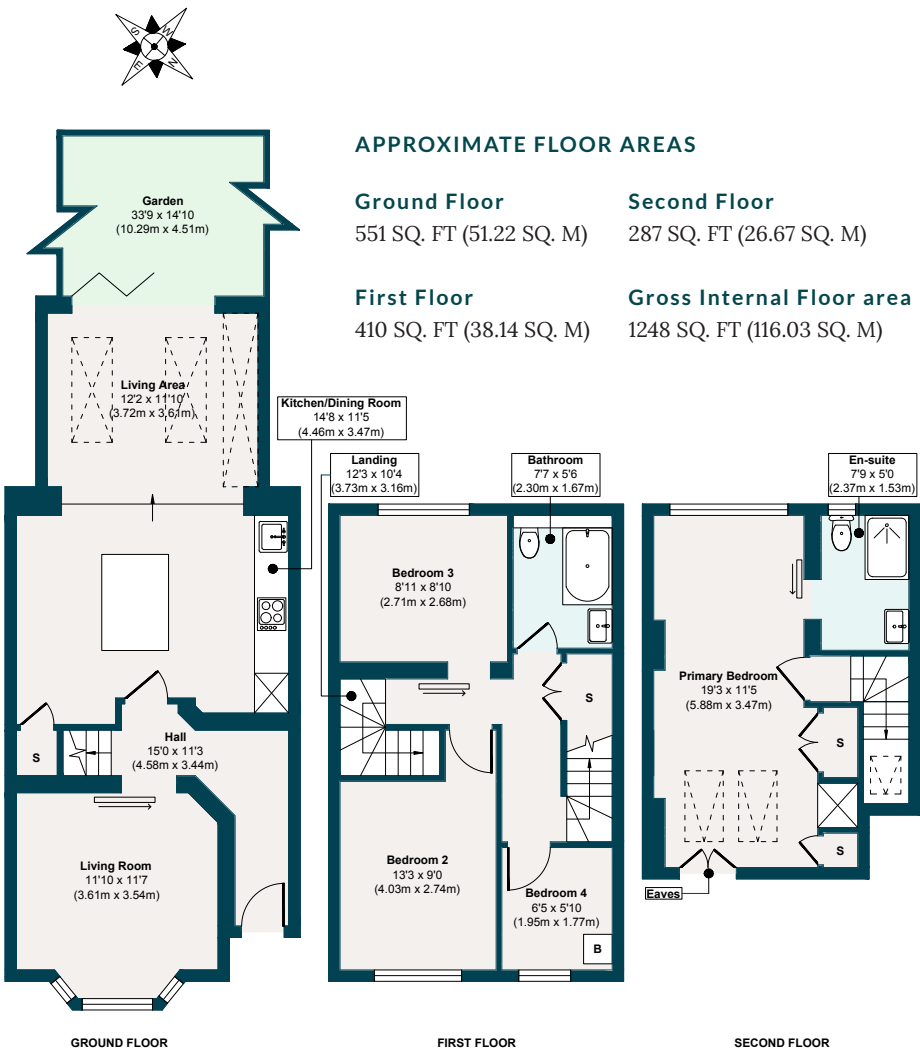 S
W
E
N
APPROXIMATE FLOOR AREAS
Ground Floor
551 SQ. FT (51.22 SQ. M)
Second Floor
287 SQ. FT (26.67 SQ. M)
First Floor
410 SQ. FT (38.14 SQ. M)
Gross Internal Floor area
1248 SQ. FT (116.03 SQ. M)
Garden
33'9 x 14'10
(10.29m x 4.51m)
Living Area
12'2 x 11'10
(3.72m x 3.61m)
Kitchen/Dining Room
14'8 x 11'5
(4.46m x 3.47m)
Hall
15'0 x 11'3
(4.58m x 3.44m)
S
Living Room
11'10 x 11'7
(3.61m x 3.54m)
GROUND FLOOR
Landing
12'3 x 10'4
(3.73m x 3.16m)
Bathroom
7'7 x 5'6
(2.30m x 1.67m)
Bedroom 3
8'11 x 8'10
(2.71m x 2.68m)
S
Bedroom 2
13'3 x 9'0
(4.03m x 2.74m)
Bedroom 4
6'5 x 5'10
(1.95m x 1.77m)
B
FIRST FLOOR
En-suite
7'9 x 5'0
(2.37m x 1.53m)
Primary Bedroom
19'3 x 11'5
(5.88m x 3.47m)
S
S
Eaves
SECOND FLOOR